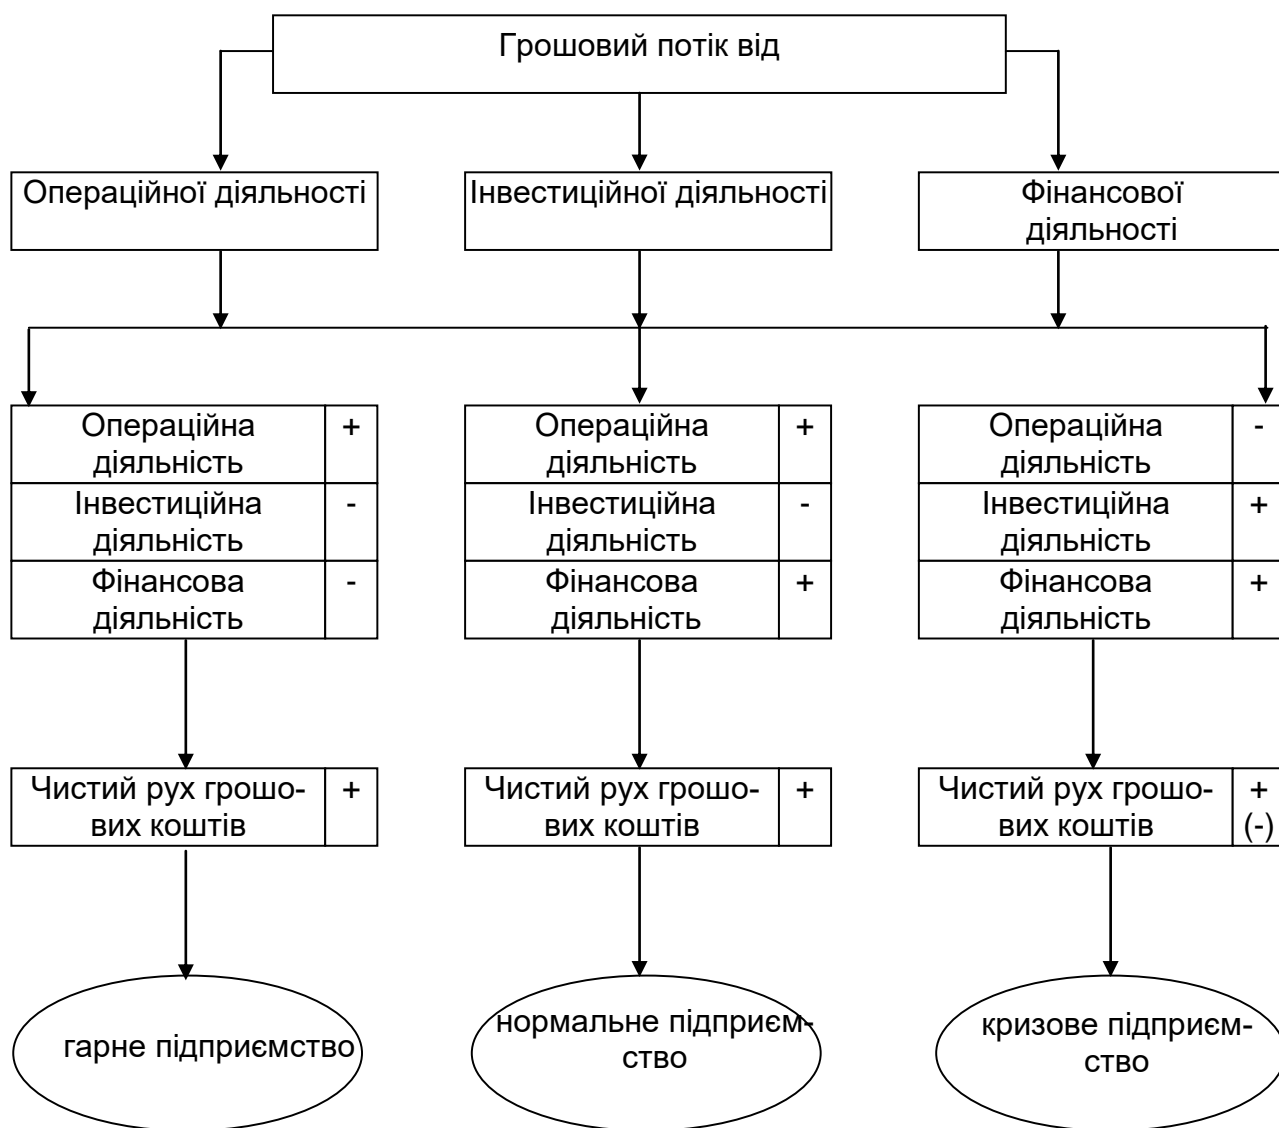 Грошовий потік від
Операційної діяльності
Інвестиційної діяльності
Фінансової
діяльності
Операційна
діяльність
+
Інвестиційна
діяльність
-
Фінансова
діяльність
-
Операційна
діяльність
+
Інвестиційна
діяльність
-
Фінансова
діяльність
+
Операційна
діяльність
-
Інвестиційна
діяльність
+
Фінансова
діяльність
+
Чистий рух грошо-
вих коштів
+
Чистий рух грошо-
вих коштів
+
Чистий рух грошо-
вих коштів
+
(-)
гарне підприємство
нормальне підприєм-
ство
кризове підприєм-
ство